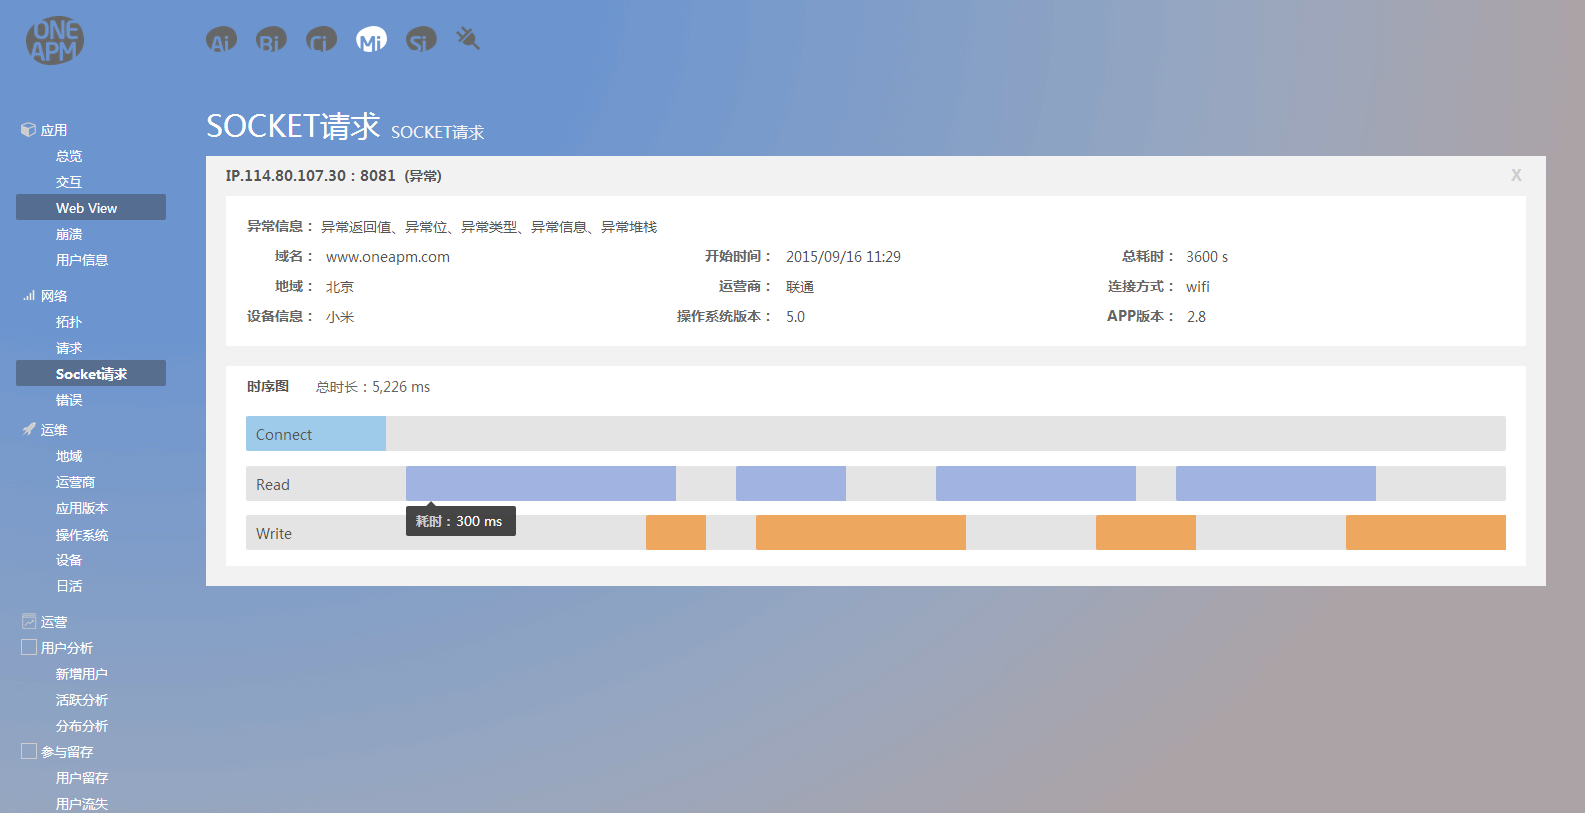 ONE
APM
Ai Bi Ci Mi Si
应用
总览
交互
Web View
崩溃
用户信息
网络
拓扑
请求
Socket请求
错误
运维
地域
运营商
应用版本
操作系统
设备
日活
运营
用户分析
新增用户
活跃分析
分布分析
参与留存
用户留存
用户流失
SOCKET请求 SOCKET请求
IP.114.80.107.30：8081 (异常) X
异常信息： 异常返回值、异常位、异常类型、异常信息、异常堆栈
域名： www.oneapm.com 开始时间： 2015/09/16 11:29 总耗时： 3600 s
地域： 北京 运营商： 联通 连接方式： wifi
设备信息： 小米 操作系统版本： 5.0 APP版本： 2.8
时序图 总时长：5,226 ms
Connect
Read
耗时：300 ms
Write